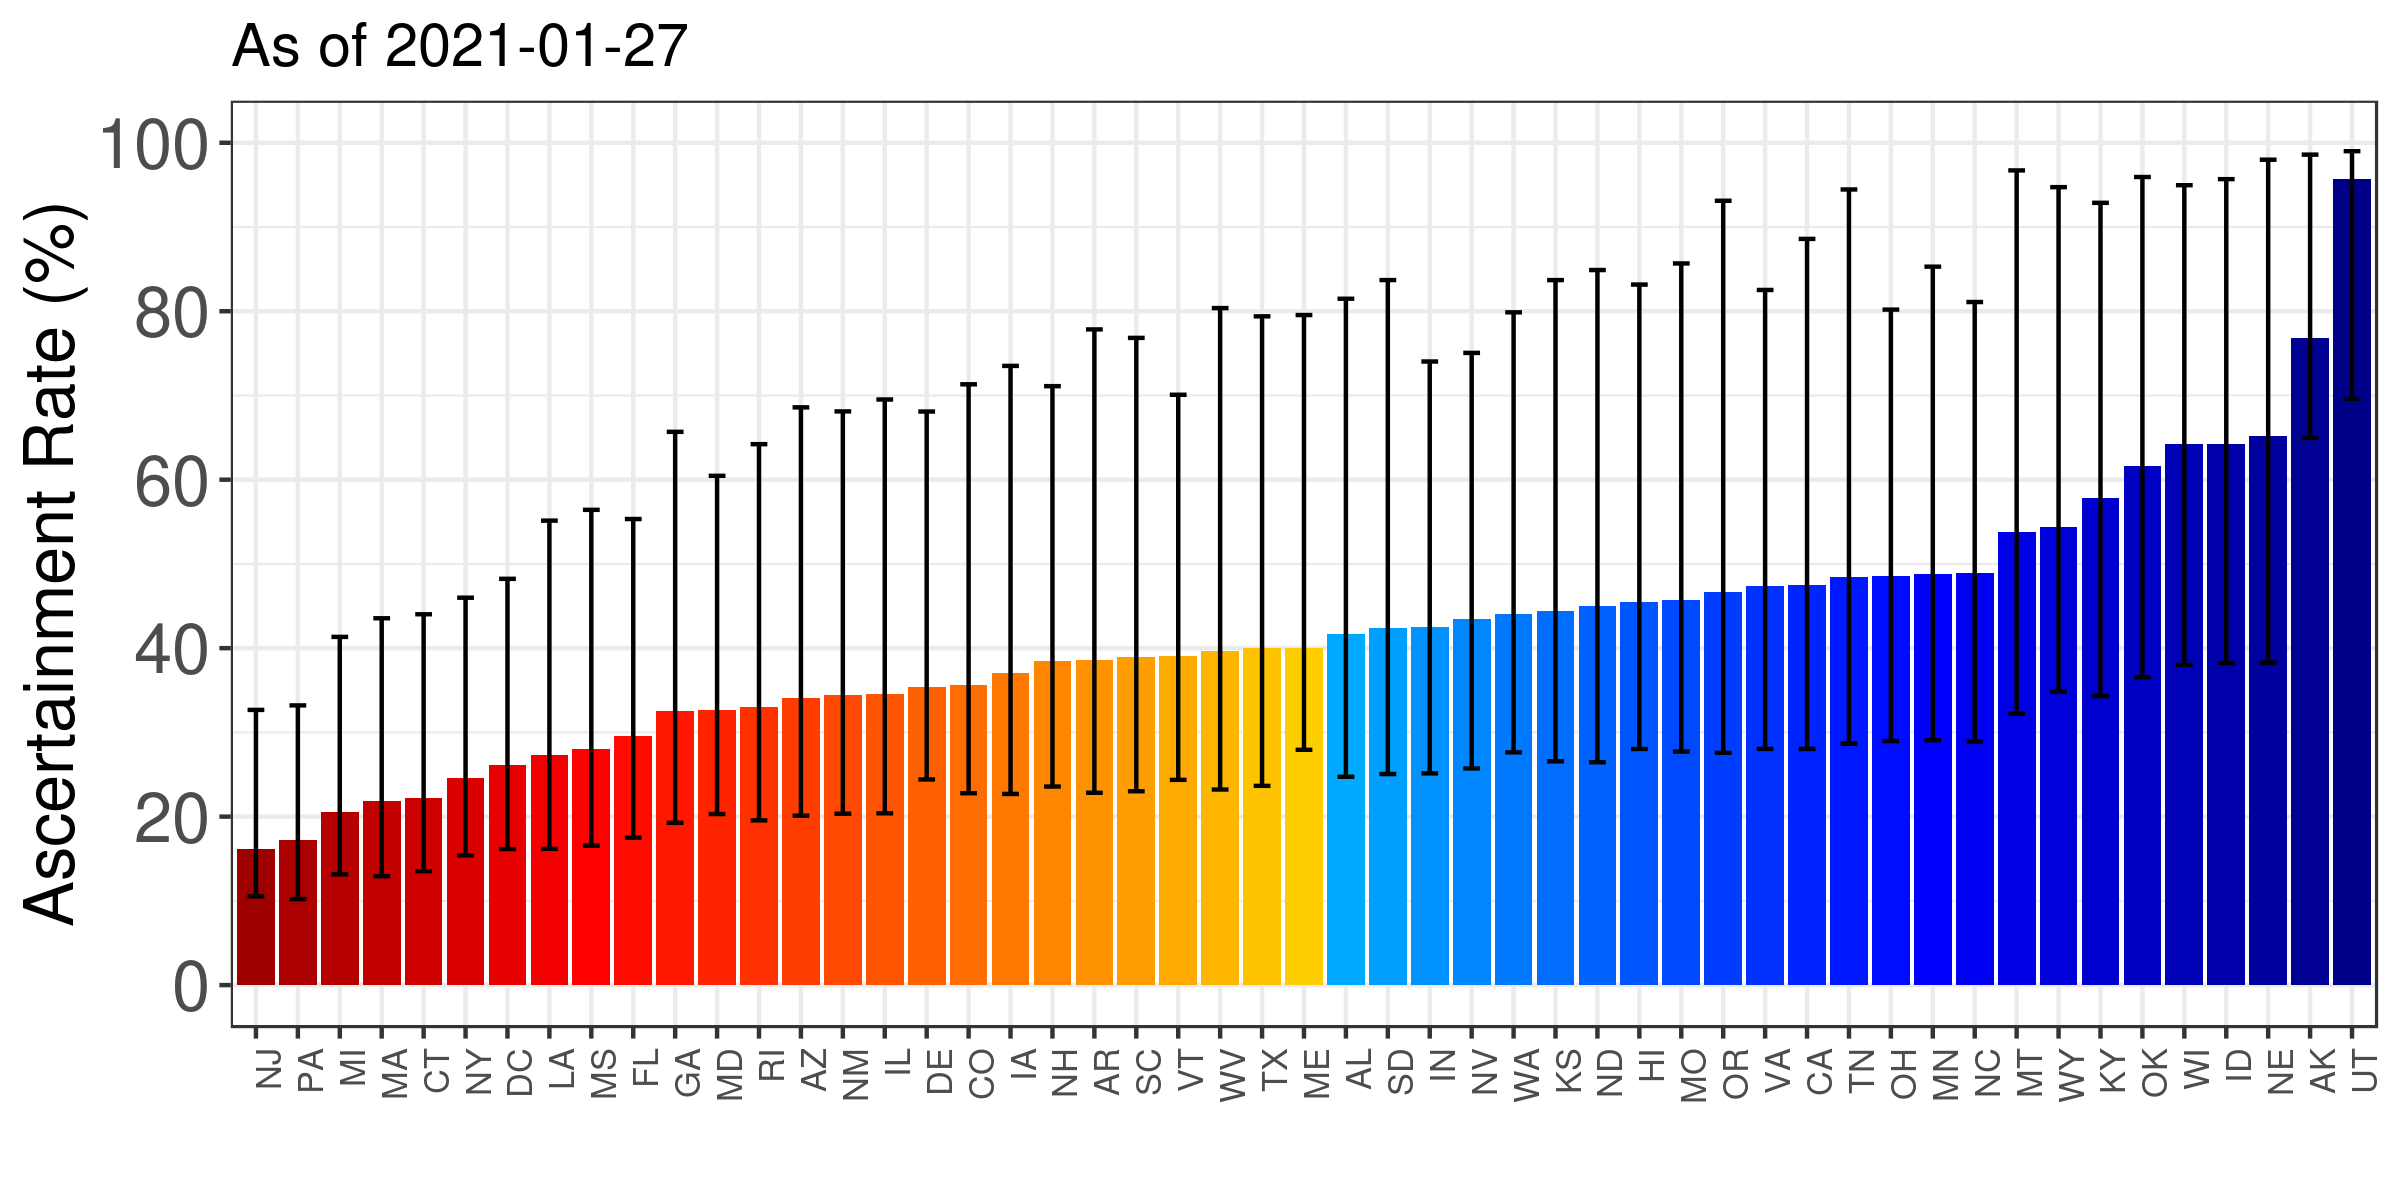 As of 2021-01-27
Ascertainment Rate (%)
100
80
60
40
20
0
NJ PA MI MA CT NY DC LA MS FL GA MD RI AZ NM IL DE CO IA NH AR SC VT WV TX ME AL SD IN NV WA KS ND HI MO OR VA CA TN OH MN NC MT WY KY OK WI ID NE AK UT